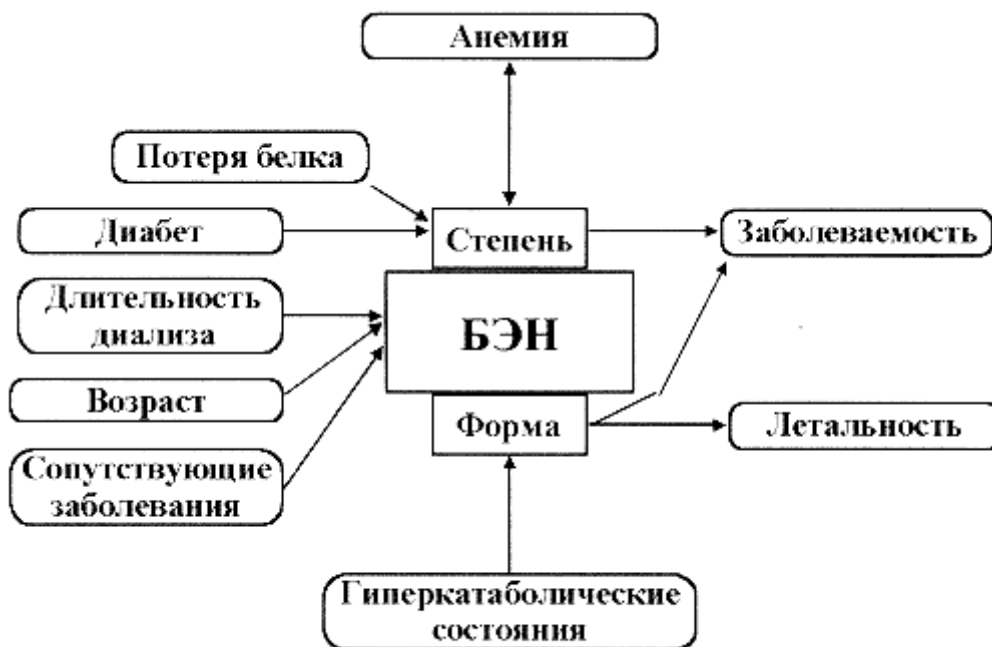 Анемия
Потеря белка
Диабет
Степень
Заболеваемость
Длительность
диализа
БЭН
Возраст
Форма
Летальность
Сопутствующие
заболевания
Гиперкатаболические
состояния